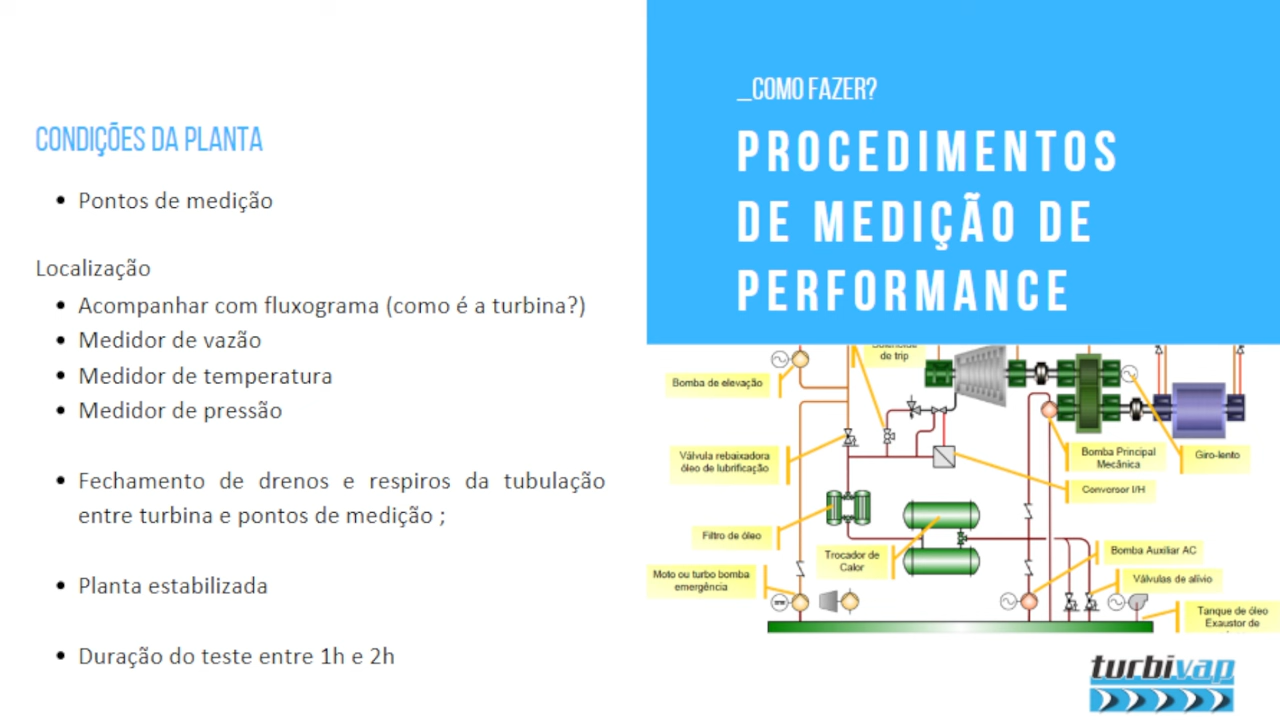 CONDIÇÕES DA PLANTA
• Pontos de medição
Localização
• Acompanhar com fluxograma (como é a turbina?)
• Medidor de vazão
• Medidor de temperatura
• Medidor de pressão
• Fechamento de drenos e respiros da tubulação
entre turbina e pontos de medição ;
• Planta estabilizada
• Duração do teste entre 1h e 2h
_COMO FAZER?
PROCEDIMENTOS
DE MEDIÇÃO DE
PERFORMANCE
de trip
Bomba de elevação
Válvula rebaixadora
óleo de lubrificação
Bomba Principal
Mecânica
Giro-lento
Conversor I/H
Filtro de óleo
Trocador de
Calor
Bomba Auxiliar AC
Moto ou turbo bomba
emergência
Válvulas de alívio
Tanque de óleo
Exaustor de
turbivap